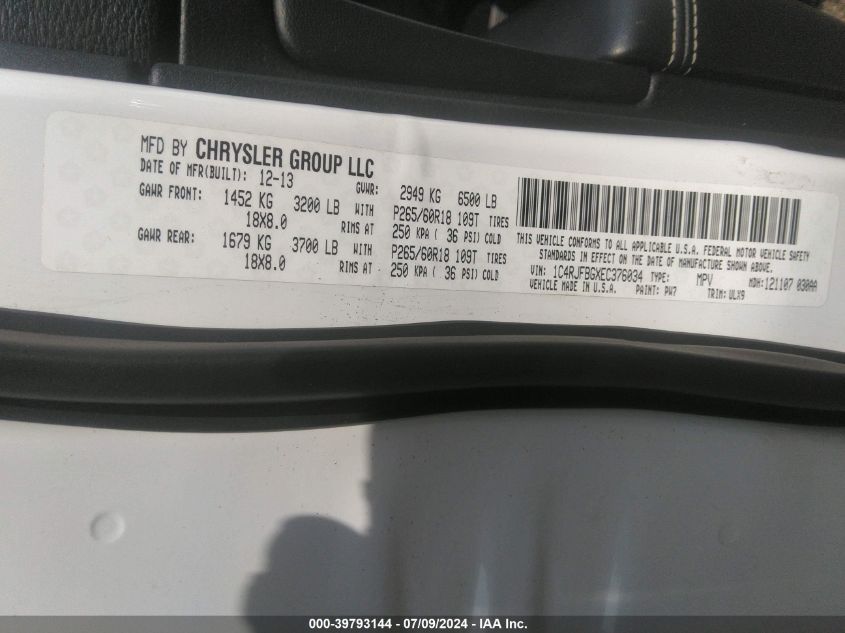 MFD BY CHRYSLER GROUP LLC
DATE OF MFR(BUILT): 12-13 GVWR: 2949 KG 6500 LB
GAWR FRONT: 1452 KG 3200 LB WITH P265/60R18 109T TIRES
18X8.0 RIMS AT 250 KPA ( 36 PSI) COLD
GAWR REAR: 1679 KG 3700 LB WITH P265/60R18 109T TIRES
18X8.0 RIMS AT 250 KPA ( 36 PSI) COLD
THIS VEHICLE CONFORMS TO ALL APPLICABLE U.S.A. FEDERAL MOTOR VEHICLE SAFETY
STANDARDS IN EFFECT ON THE DATE OF MANUFACTURE SHOWN ABOVE.
VIN: 1C4RJFBGXEC376034 TYPE: MPV MDH:121107 030AA
VEHICLE MADE IN U.S.A. PAINT: PW7 TRIM: ULX9
000-39793144 - 07/09/2024 - IAA Inc.